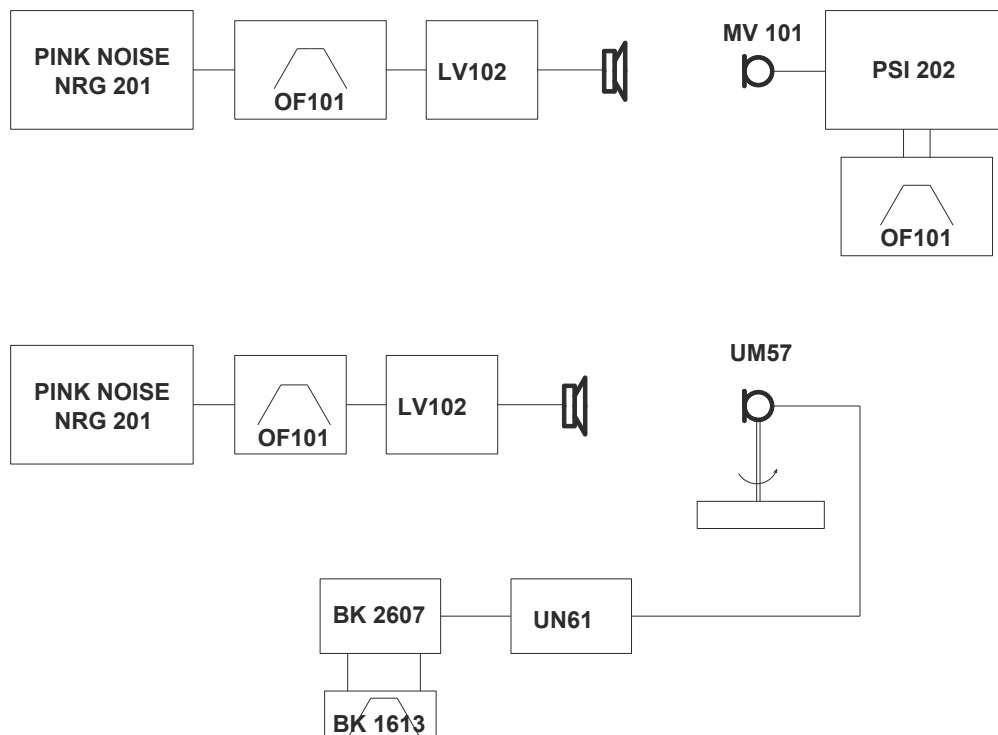 PINK NOISE
NRG 201
OF101
LV102
MV 101
PSI 202
OF101
PINK NOISE
NRG 201
OF101
LV102
UM57
BK 2607
UN61
BK 1613